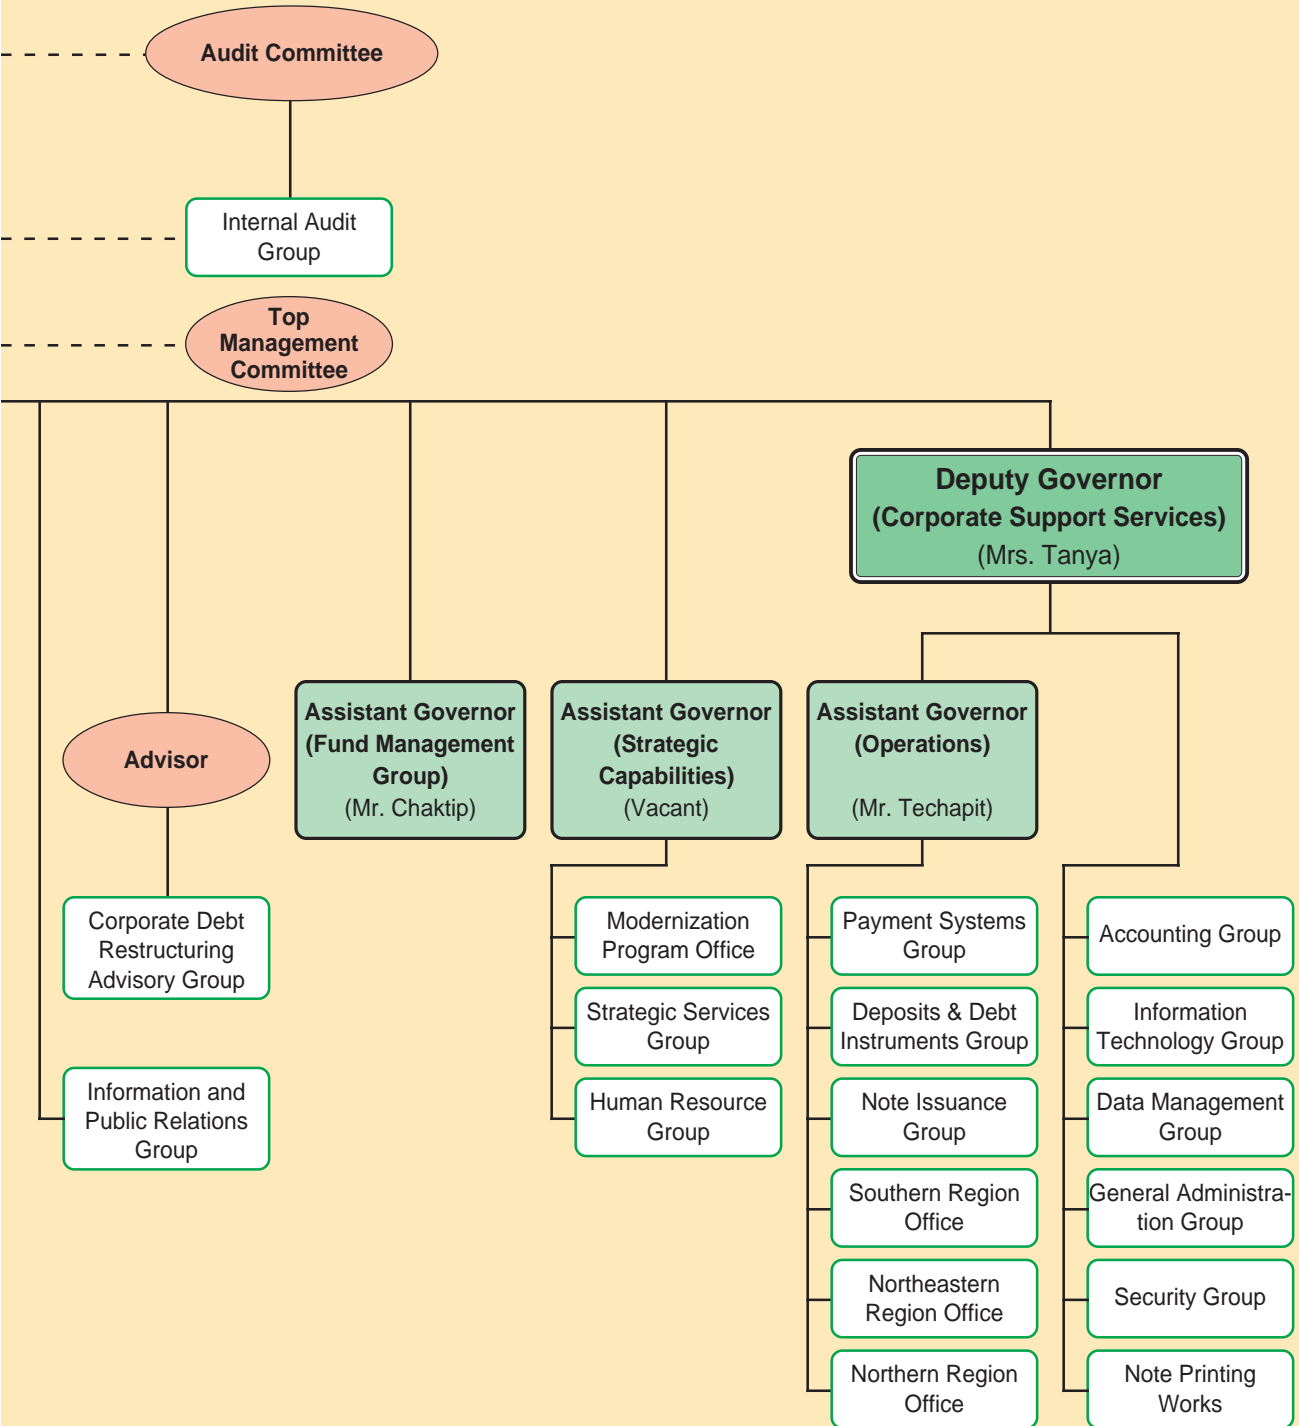 Audit Committee
Internal Audit
Group
Top
Management
Committee
Deputy Governor
(Corporate Support Services)
(Mrs. Tanya)
Advisor
Assistant Governor
(Fund Management
Group)
(Mr. Chaktip)
Assistant Governor
(Strategic
Capabilities)
(Vacant)
Assistant Governor
(Operations)
(Mr. Techapit)
Corporate Debt
Restructuring
Advisory Group
Information and
Public Relations
Group
Modernization
Program Office
Strategic Services
Group
Human Resource
Group
Payment Systems
Group
Deposits & Debt
Instruments Group
Note Issuance
Group
Southern Region
Office
Northeastern
Region Office
Northern Region
Office
Accounting Group
Information
Technology Group
Data Management
Group
General Administra-
tion Group
Security Group
Note Printing
Works